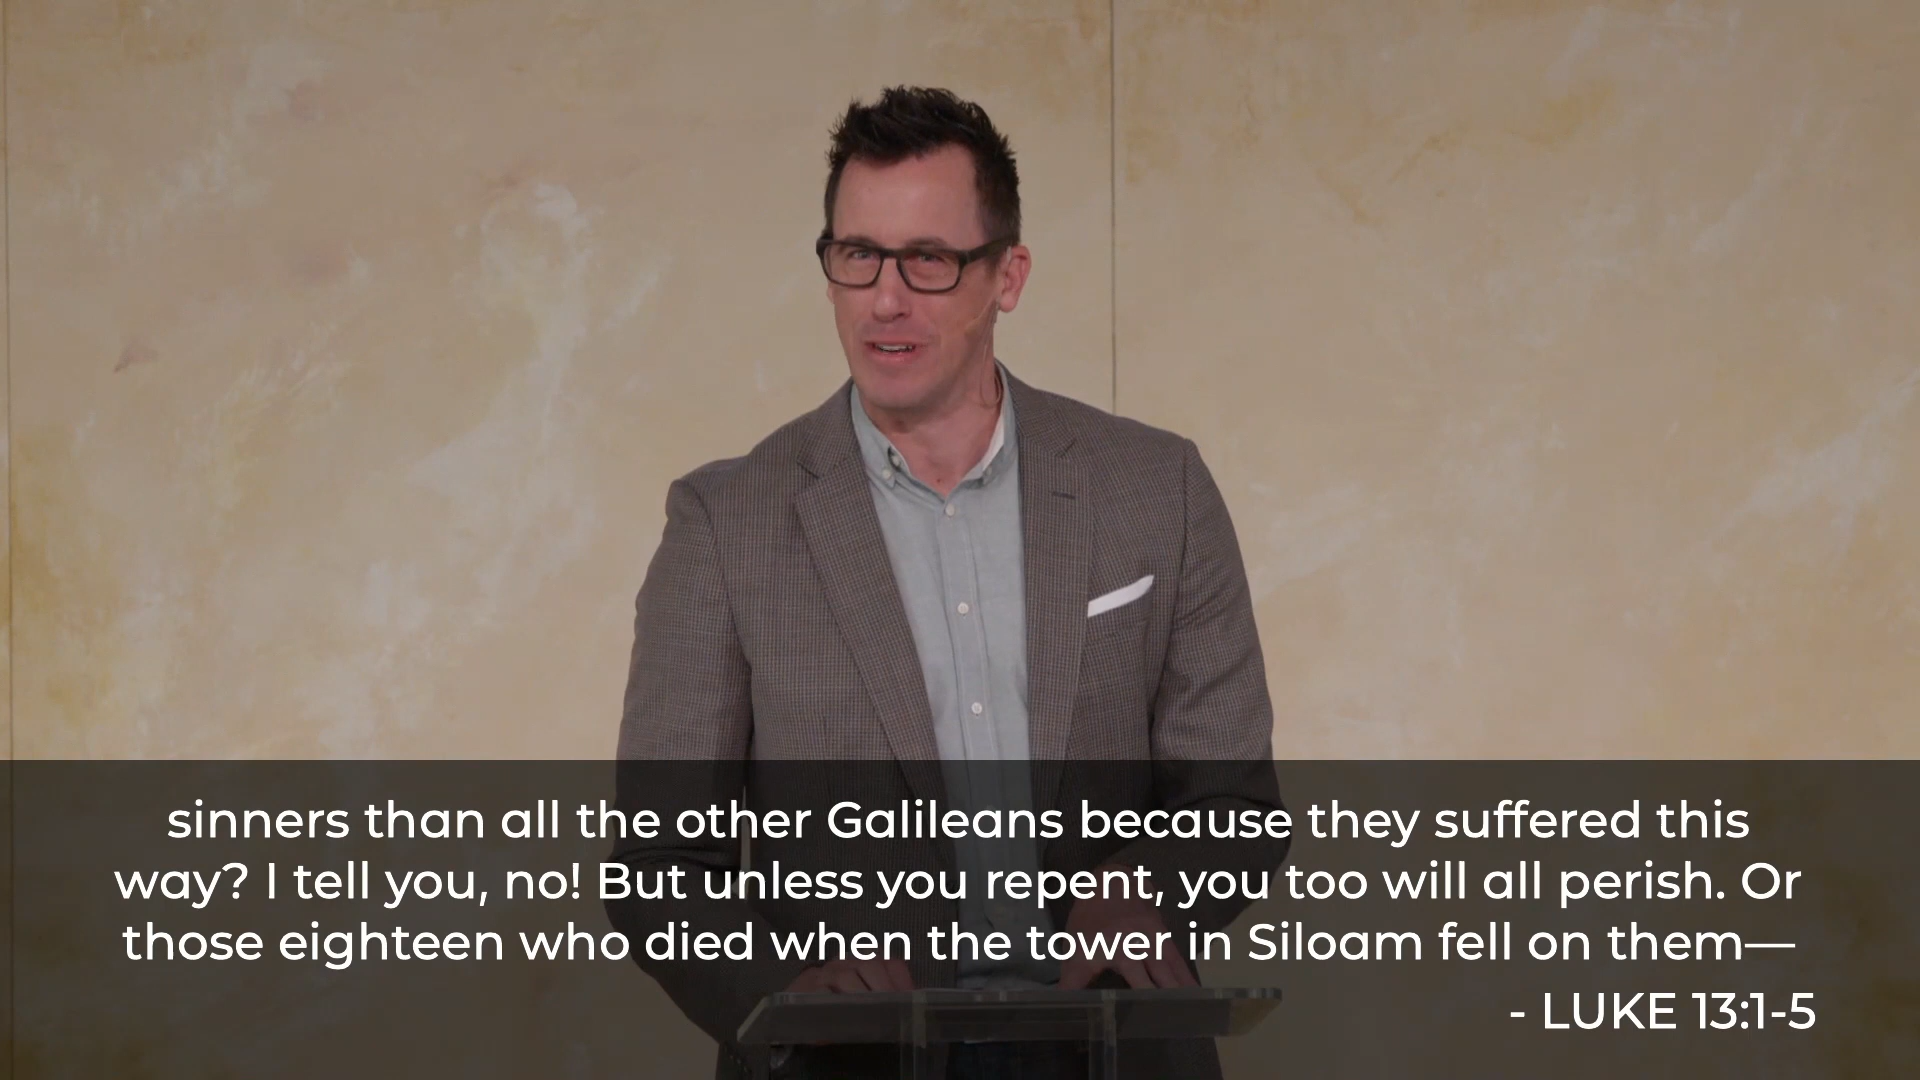 sinners than all the other Galileans because they suffered this
way? I tell you, no! But unless you repent, you too will all perish. Or
those eighteen who died when the tower in Siloam fell on them—
- LUKE 13:1-5